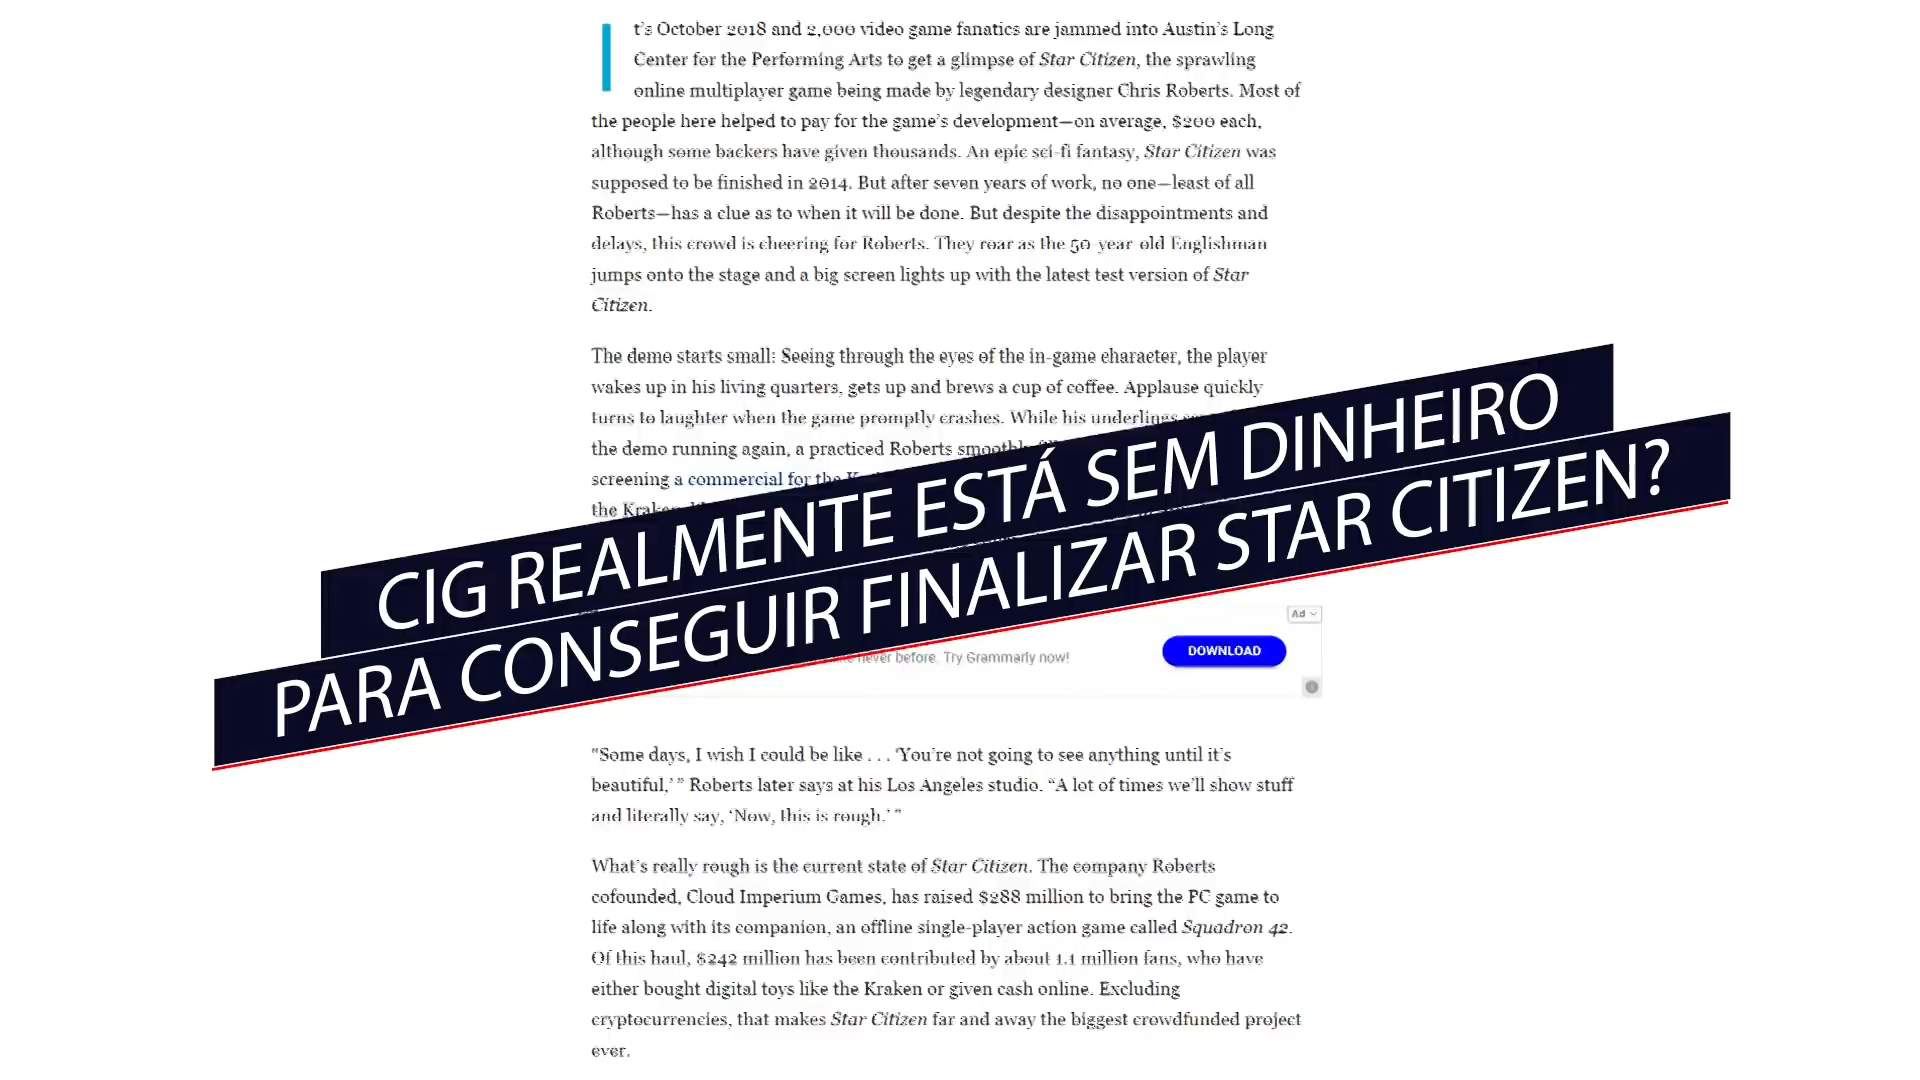 t's October 2018 and 2,000 video game fanatics are jammed into Austin's Long
Center for the Performing Arts to get a glimpse of Star Citizen, the sprawling
online multiplayer game being made by legendary designer Chris Roberts. Most of
the people here helped to pay for the game's development—on average, $200 each,
although some backers have given thousands. An epic sci-fi fantasy, Star Citizen was
supposed to be finished in 2014. But after seven years of work, no one—least of all
Roberts—has a clue as to when it will be done. But despite the disappointments and
delays, this crowd is cheering for Roberts. They roar as the 50-year-old Englishman
jumps onto the stage and a big screen lights up with the latest test version of Star
Citizen.
The demo starts small: Seeing through the eyes of the in-game character, the player
wakes up in his living quarters, gets up and brews a cup of coffee. Applause quickly
turns to laughter when the game promptly crashes. While his underlings
the demo running again, a practiced Roberts smoothly
screening a commercial for the
the Kraken
CIG REALMENTE ESTÁ SEM DINHEIRO
PARA CONSEGUIR FINALIZAR STAR CITIZEN?
Ad
never before. Try Grammarly now!
DOWNLOAD
“Some days, I wish I could be like . . . ‘You're not going to see anything until it's
beautiful,’ ” Roberts later says at his Los Angeles studio. “A lot of times we'll show stuff
and literally say, ‘Now, this is rough.’ ”
What's really rough is the current state of Star Citizen. The company Roberts
cofounded, Cloud Imperium Games, has raised $288 million to bring the PC game to
life along with its companion, an offline single-player action game called Squadron 42.
Of this haul, $242 million has been contributed by about 1.1 million fans, who have
either bought digital toys like the Kraken or given cash online. Excluding
cryptocurrencies, that makes Star Citizen far and away the biggest crowdfunded project
ever.